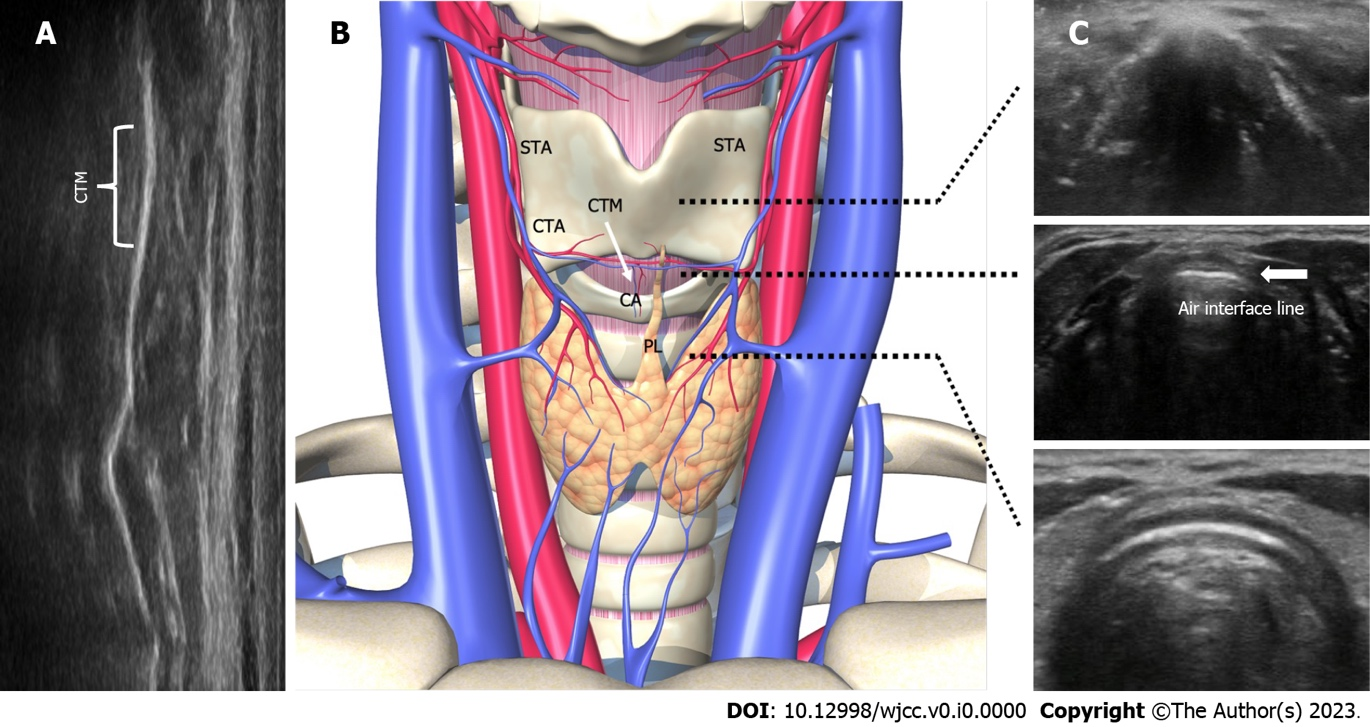 A
B
C
CTM
STA
STA
CTM
CTA
CA
PL
Air interface line
DOI: 10.12998/wjcc.v0.i0.0000 Copyright ©The Author(s) 2023.